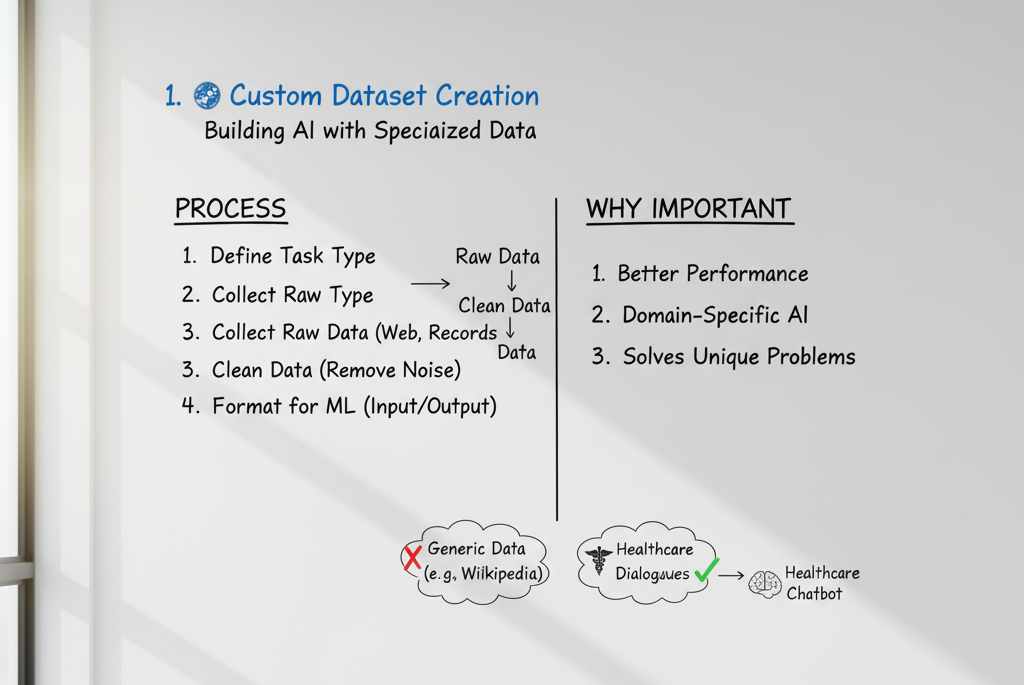 1. Custom Dataset Creation
Building AI with Speciaized Data
PROCESS
1. Define Task Type
2. Collect Raw Type
3. Collect Raw Data (Web, Records
3. Clean Data (Remove Noise)
4. Format for ML (Input/Output)
Raw Data
Clean Data
Data
WHY IMPORTANT
1. Better Performance
2. Domain-Specific AI
3. Solves Unique Problems
Generic Data
(e.g., Wiikipedia)
Healthcare
Dialogsues
Healthcare
Chatbot